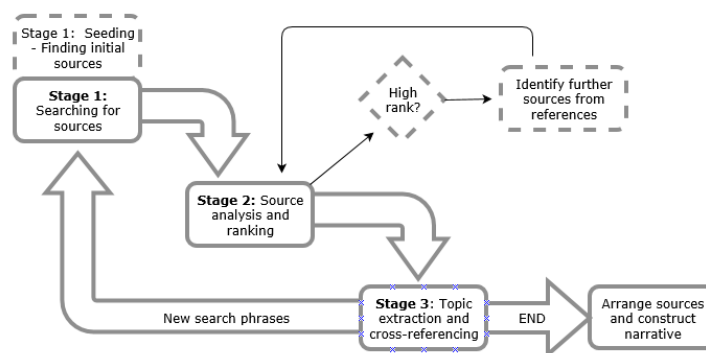 Stage 1:  Seeding
- Finding initial
sources
Stage 1:
Searching for
sources
High
rank?
Identify further
sources from
references
Stage 2: Source
analysis and
ranking
Stage 3: Topic
extraction and
cross-referencing
New search phrases
END
Arrange sources
and construct
narrative